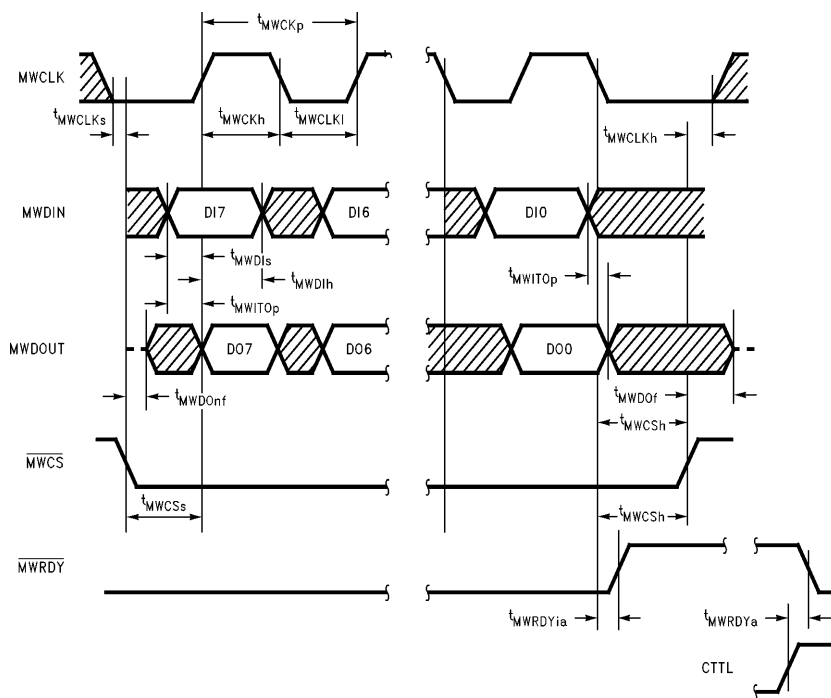 tMWCKp
MWCLK
tMWCLKs
tMWCKh
tMWCLKl
tMWCLKh
MWDIN
DI7
DI6
DI0
tMWDIs
tMWDIh
tMWITOp
tMWITOp
MWDOUT
DO7
DO6
DO0
tMWDOnf
tMWDOf
tMWCSh
MWCS
tMWCSs
tMWCSh
MWRDY
tMWRDYia
tMWRDYa
CTTL